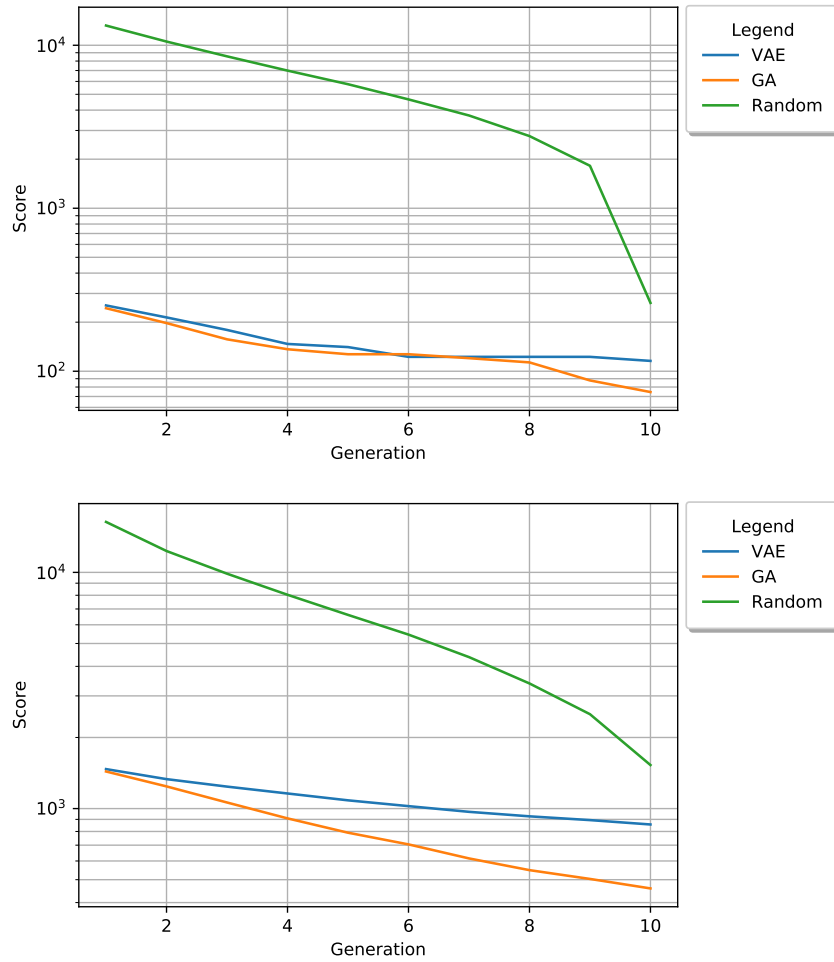 10^4
10^3
10^2
Score
2 4 6 8 10
Generation
Legend
VAE
GA
Random
10^4
10^3
Score
2 4 6 8 10
Generation
Legend
VAE
GA
Random